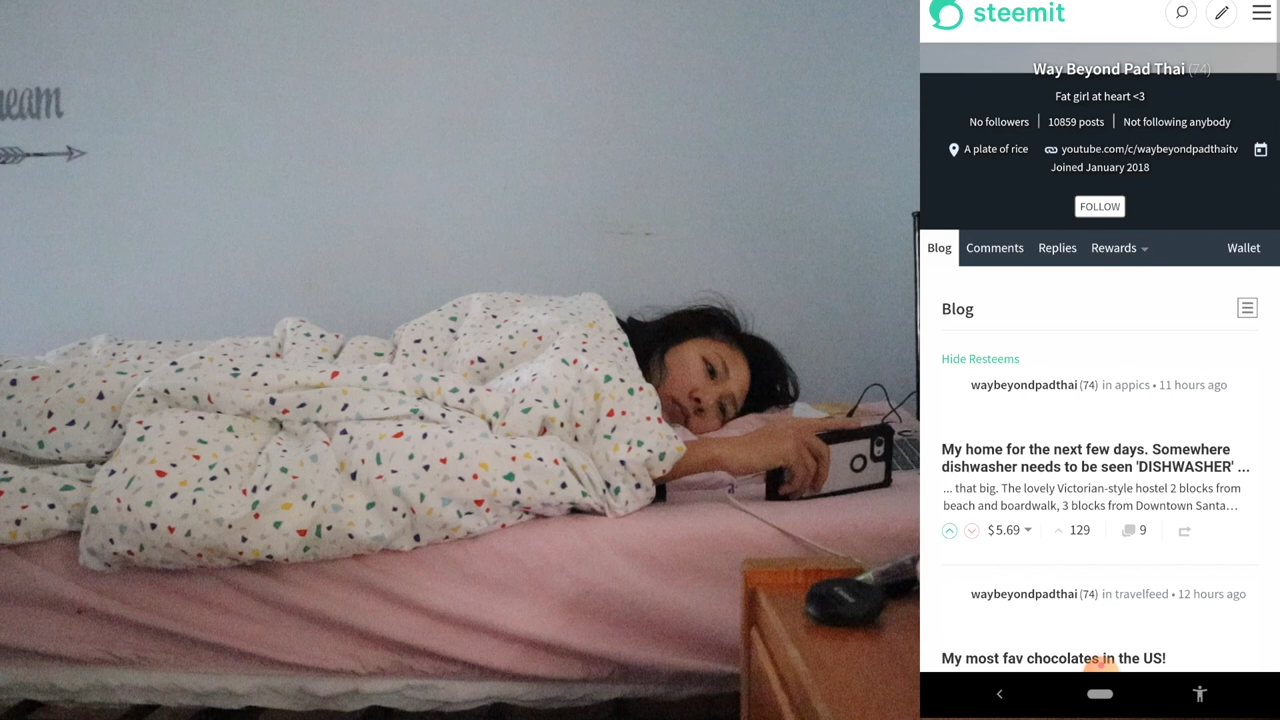 eam
steemit
Way Beyond Pad Thai (74)
Fat girl at heart <3
No followers | 10859 posts | Not following anybody
A plate of rice youtube.com/c/waybeyondpadthaitv
Joined January 2018
FOLLOW
Blog Comments Replies Rewards Wallet
Blog
Hide Resteems
waybeyondpadthai (74) in appics • 11 hours ago
My home for the next few days. Somewhere
dishwasher needs to be seen 'DISHWASHER' ...
... that big. The lovely Victorian-style hostel 2 blocks from
beach and boardwalk, 3 blocks from Downtown Santa…
$5.69 129 9
waybeyondpadthai (74) in travelfeed • 12 hours ago
My most fav chocolates in the US!